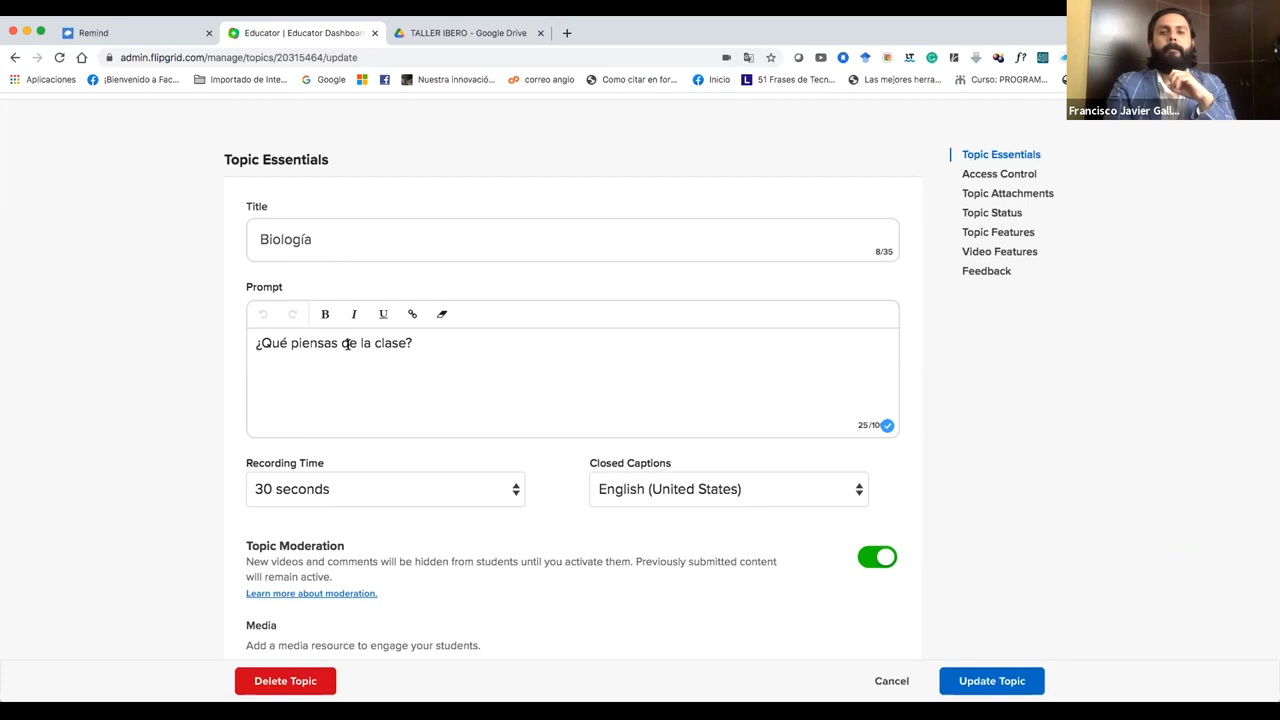 Remind
Educator | Educator Dashboar
TALLER IBERO - Google Drive
admin.flipgrid.com/manage/topics/20315464/update
Aplicaciones
¡Bienvenido a Fac...
Importado de Inte...
Google
Nuestra innovació...
correo anglo
Como citar en for...
Inicio
51 Frases de Tecn...
Las mejores herra...
Curso: PROGRAM...
Francisco Javier Gall...
Topic Essentials
Title
Biología
8/35
Prompt
B I U
¿Qué piensas de la clase?
25/10
Recording Time
30 seconds
Closed Captions
English (United States)
Topic Moderation
New videos and comments will be hidden from students until you activate them. Previously submitted content
will remain active.
Learn more about moderation.
Media
Add a media resource to engage your students.
Delete Topic
Cancel
Update Topic
Topic Essentials
Access Control
Topic Attachments
Topic Status
Topic Features
Video Features
Feedback